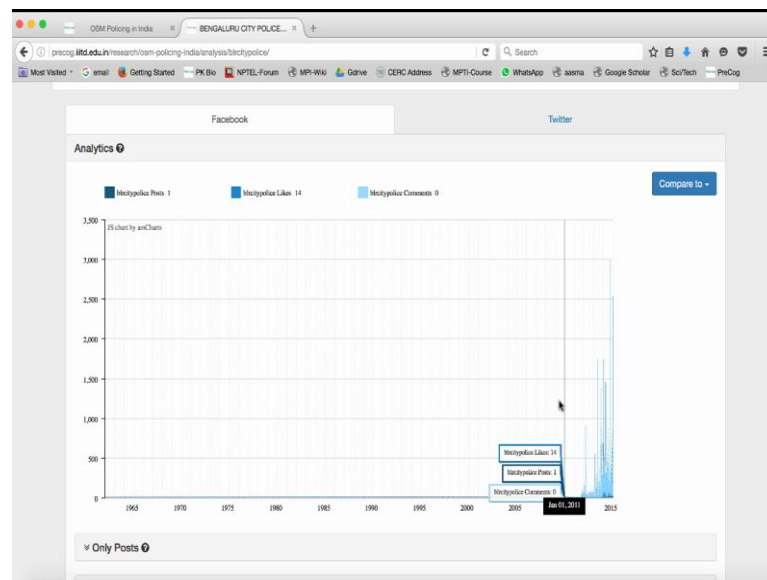 OSM Policing in India × BENGALURU CITY POLICE... × +
precog.iiitd.edu.in/research/osm-policing-india/analysis/blrcitypolice/ Search
Most Visited email Getting Started PK Bio NPTEL-Forum MPI-Wiki Gdrive CERC Address MPTI-Course WhatsApp aasma Google Scholar Sci/Tech PreCog
Facebook Twitter
Analytics
Compare to
blrcitypolice Posts 1 blrcitypolice Likes 14 blrcitypolice Comments 0
3,500
JS chart by amCharts
3,000
2,500
2,000
1,500
1,000
500
blrcitypolice Likes: 14
blrcitypolice Posts: 1
blrcitypolice Comments: 0
0
Jan 01, 2011
1965 1970 1975 1980 1985 1990 1995 2000 2005 2015
Only Posts